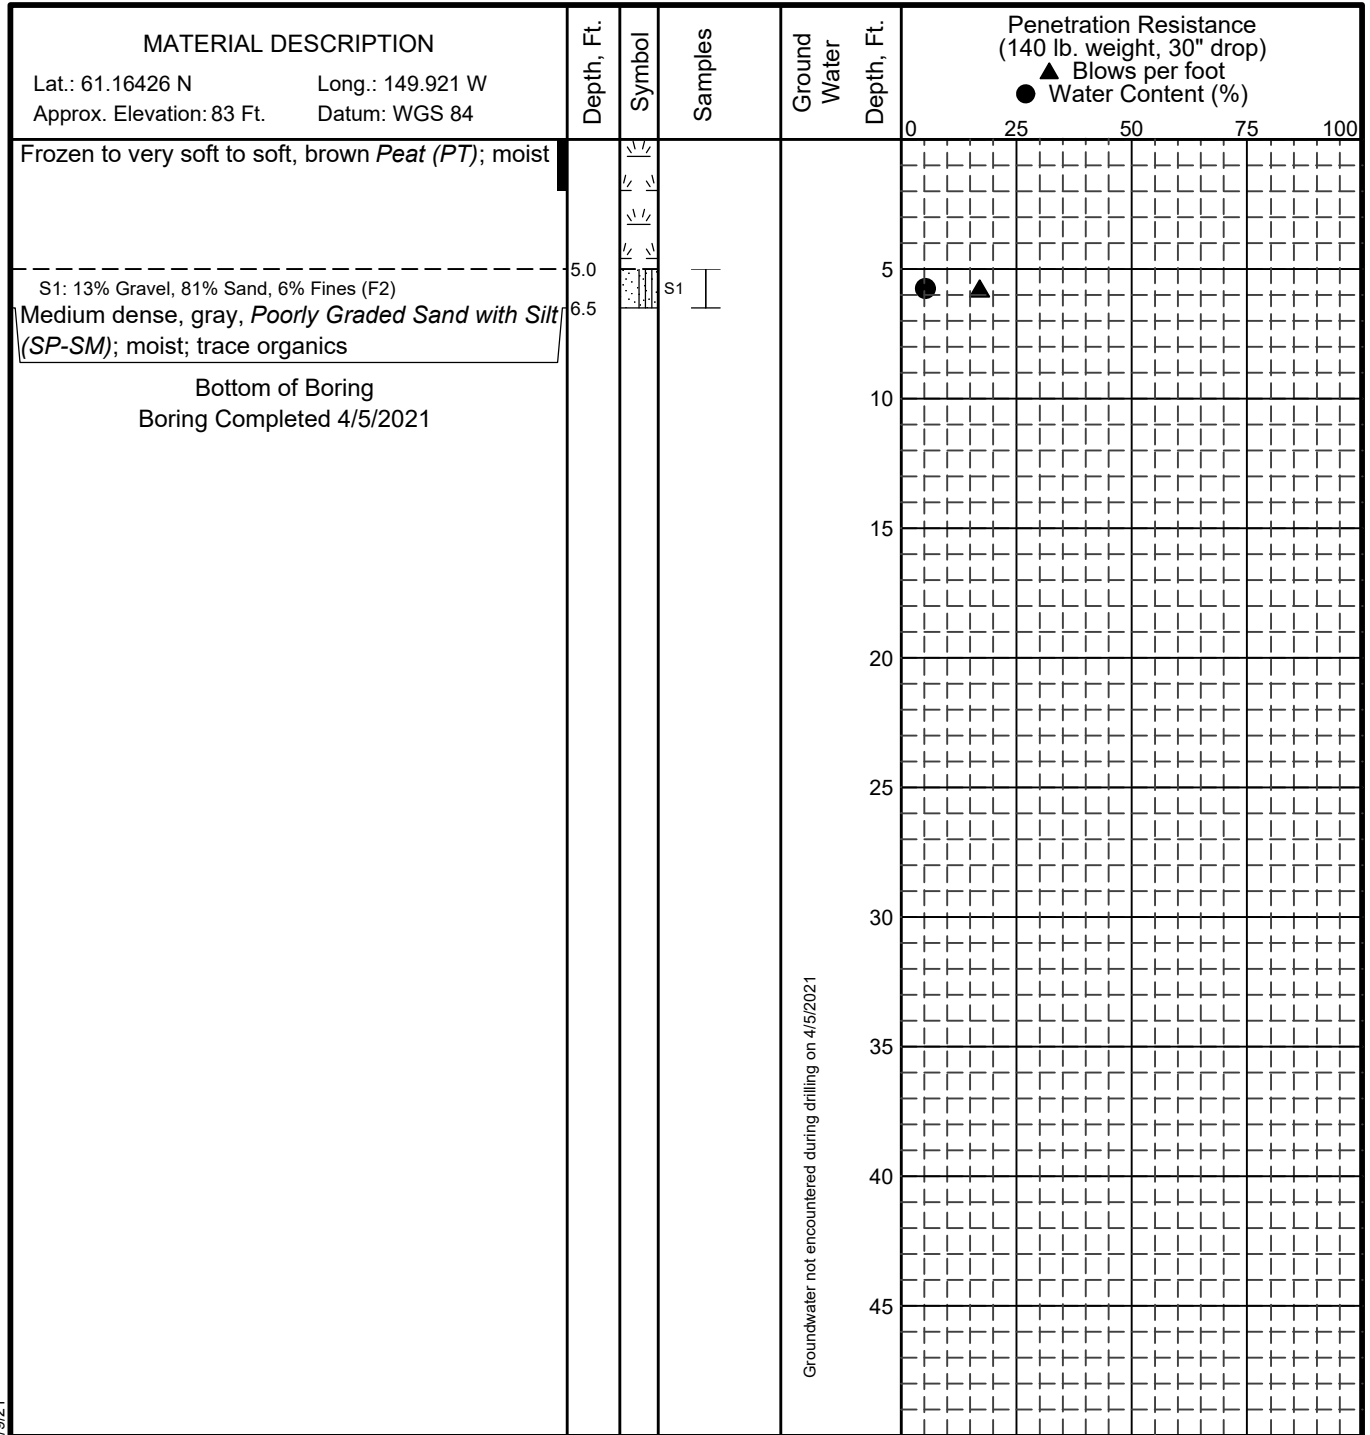 MATERIAL DESCRIPTION
Lat.: 61.16426 N Long.: 149.921 W
Approx. Elevation: 83 Ft. Datum: WGS 84
Depth, Ft.
Symbol
Samples
Ground
Water
Depth, Ft.
Penetration Resistance
(140 lb. weight, 30" drop)
▲ Blows per foot
● Water Content (%)
0 25 50 75 100
Frozen to very soft to soft, brown Peat (PT); moist
5.0
S1: 13% Gravel, 81% Sand, 6% Fines (F2)
S1
6.5
Medium dense, gray, Poorly Graded Sand with Silt
(SP-SM); moist; trace organics
Bottom of Boring
Boring Completed 4/5/2021
Groundwater not encountered during drilling on 4/5/2021
5
10
15
20
25
30
35
40
45